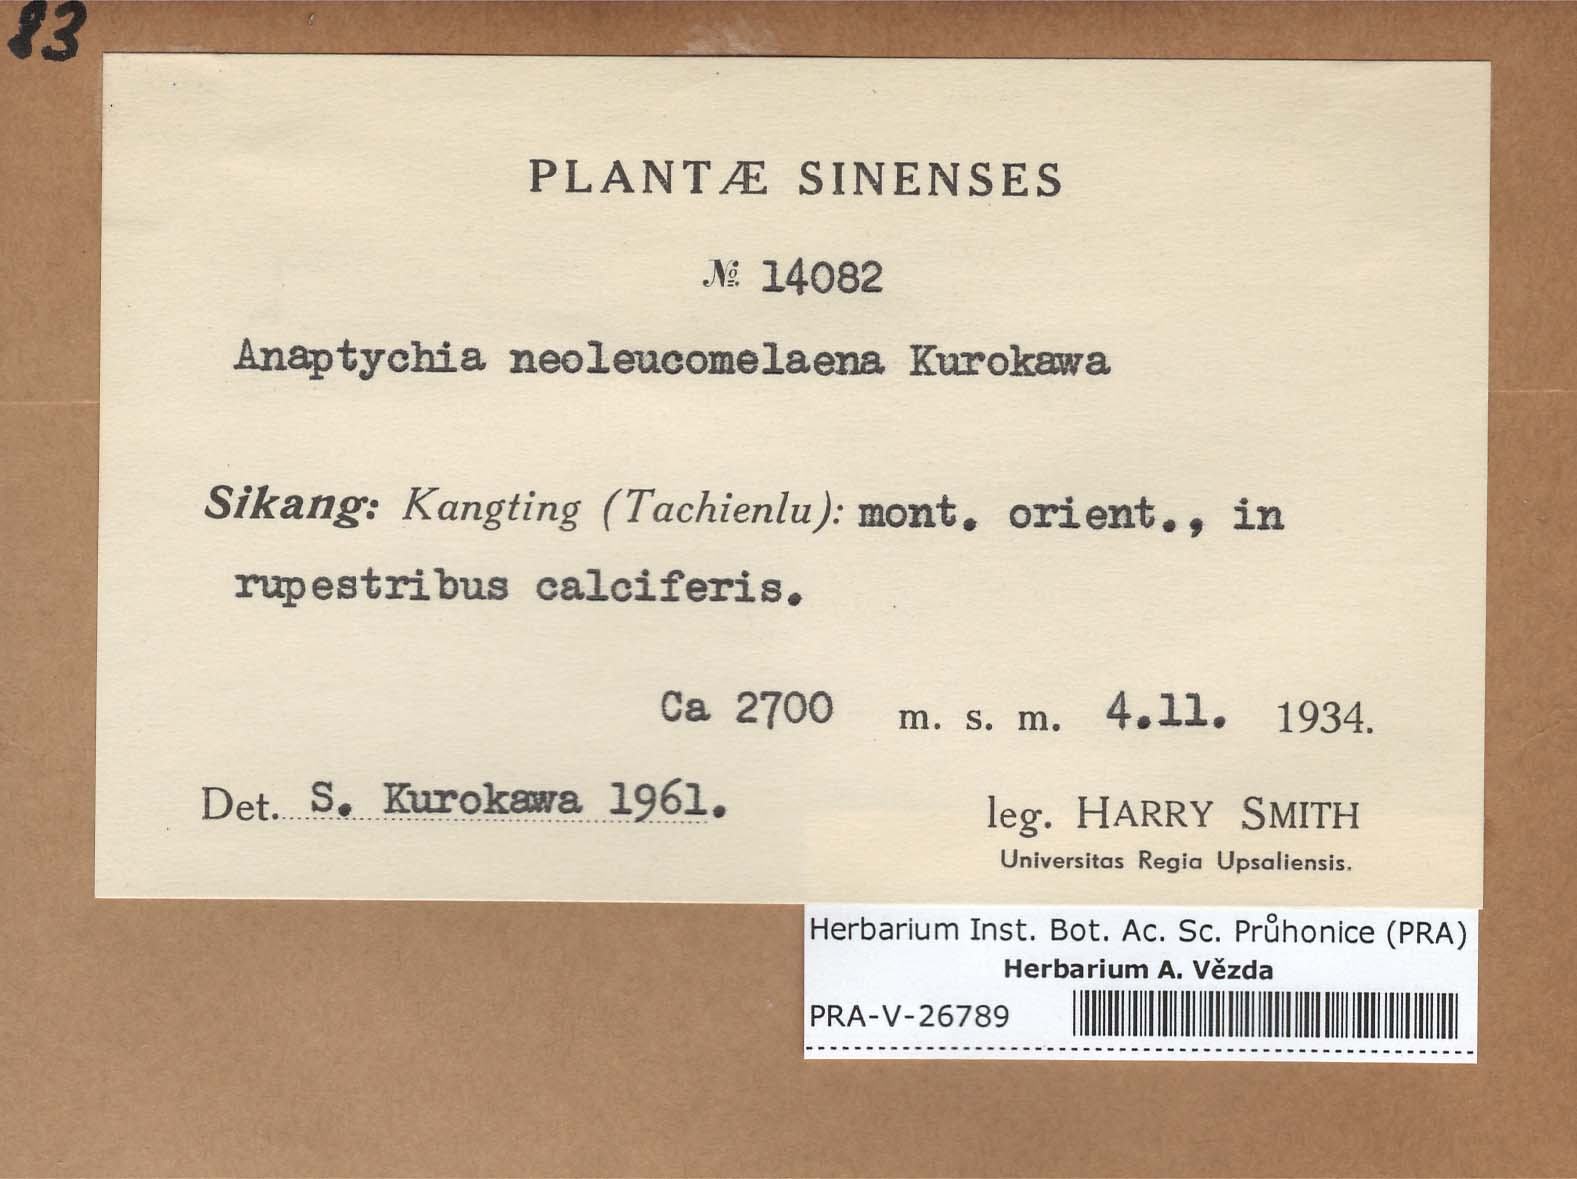 83
PLANTÆ SINENSES
№ 14082
Anaptychia neoleucomelaena Kurokawa
Sikang: Kangting (Tachienlu): mont. orient., in
rupestribus calciferis.
Ca 2700 m. s. m. 4.11. 1934.
Det. S. Kurokawa 1961.
leg. HARRY SMITH
Universitas Regia Upsaliensis.
Herbarium Inst. Bot. Ac. Sc. Průhonice (PRA)
Herbarium A. Vězda
PRA-V-26789